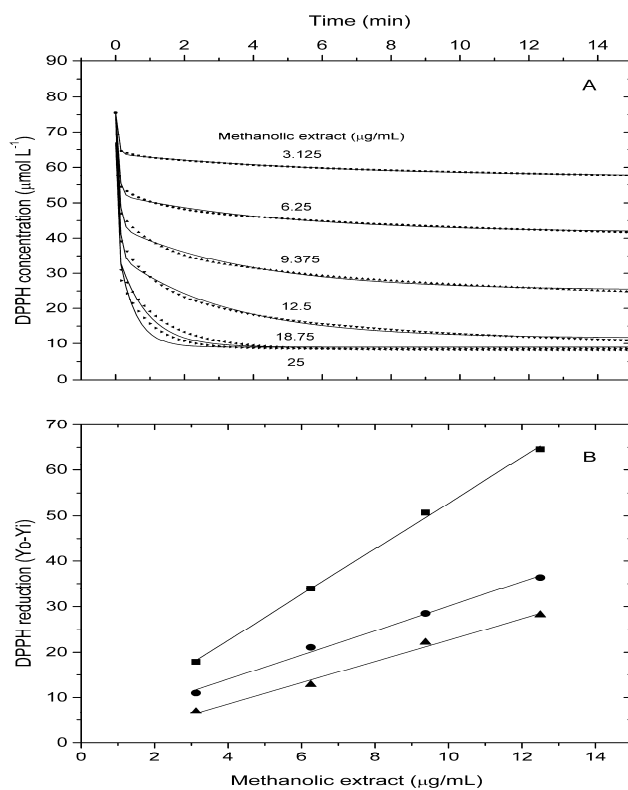 Time (min)
0 2 4 6 8 10 12 14
90
80
70
60
50
40
30
20
10
0
DPPH concentration (μmol L⁻¹)
A
Methanolic extract (μg/mL)
3.125
6.25
9.375
12.5
18.75
25
70
60
50
40
30
20
10
0
DPPH reduction (Yo-Yi)
B
0 2 4 6 8 10 12 14
Methanolic extract (μg/mL)